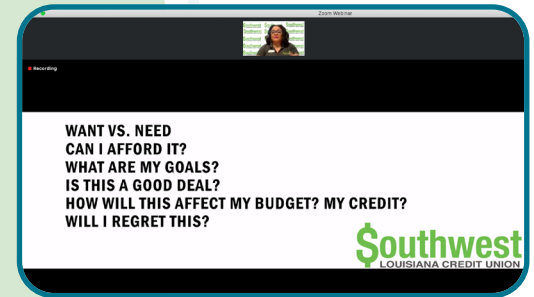 Zoom Webinar
Recording
WANT VS. NEED
CAN I AFFORD IT?
WHAT ARE MY GOALS?
IS THIS A GOOD DEAL?
HOW WILL THIS AFFECT MY BUDGET? MY CREDIT?
WILL I REGRET THIS?
$outhwest
LOUISIANA CREDIT UNION